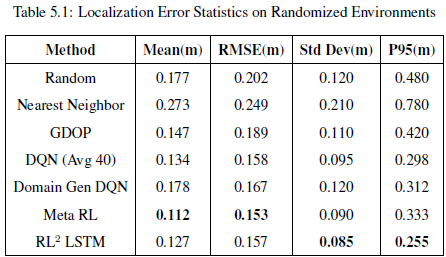 Table 5.1: Localization Error Statistics on Randomized Environments
Method Mean(m) RMSE(m) Std Dev(m) P95(m)
Random 0.177 0.202 0.120 0.480
Nearest Neighbor 0.273 0.249 0.210 0.780
GDOP 0.147 0.189 0.110 0.420
DQN (Avg 40) 0.134 0.158 0.095 0.298
Domain Gen DQN 0.178 0.167 0.120 0.312
Meta RL 0.112 0.153 0.090 0.333
RL² LSTM 0.127 0.157 0.085 0.255